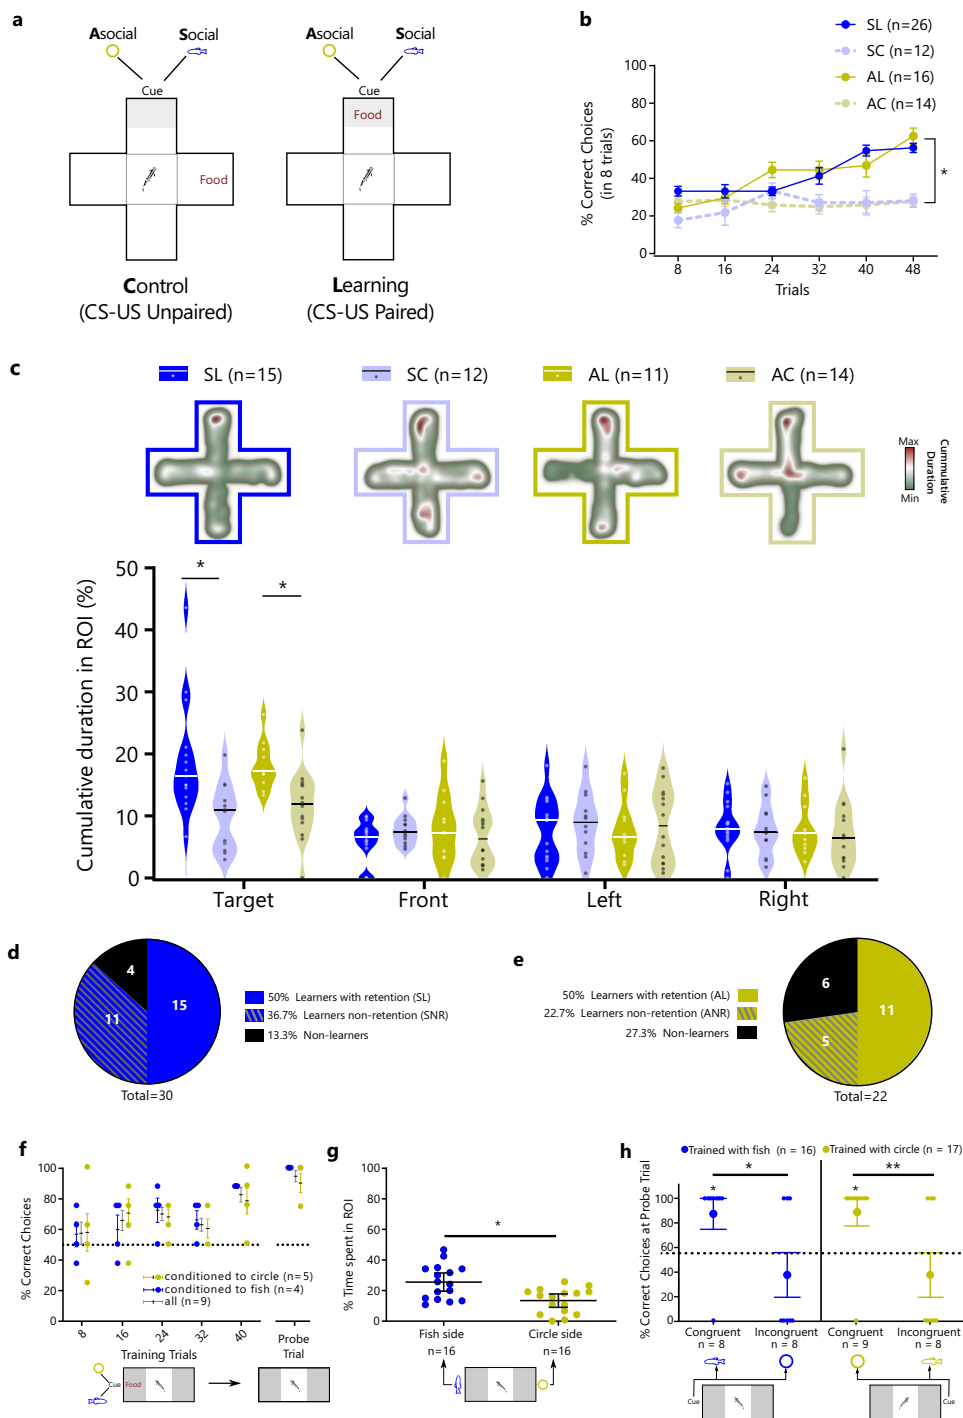 a
Asocial
Social
Cue
Food
Control
(CS-US Unpaired)
Asocial
Social
Cue
Food
Learning
(CS-US Paired)
b
SL (n=26)
SC (n=12)
AL (n=16)
AC (n=14)
% Correct Choices
(in 8 trials)
100
80
60
40
20
0
8 16 24 32 40 48
Trials
*
c
SL (n=15)
SC (n=12)
AL (n=11)
AC (n=14)
Max
Min
Cummulative
Duration
Cumulative duration in ROI (%)
50
40
30
20
10
0
* *
Target Front Left Right
d
4
15
11
Total=30
50% Learners with retention (SL)
36.7% Learners non-retention (SNR)
13.3% Non-learners
e
50% Learners with retention (AL)
22.7% Learners non-retention (ANR)
27.3% Non-learners
6
11
5
Total=22
f
% Correct Choices
100
80
60
40
20
0
conditioned to circle (n=5)
conditioned to fish (n=4)
all (n=9)
8 16 24 32 40
Training Trials
Probe
Trial
Cue
Food
g
% Time spent in ROI
100
80
60
40
20
0
*
Fish side
n=16
Circle side
n=16
h
Trained with fish (n = 16)
Trained with circle (n = 17)
% Correct Choices at Probe Trial
100
80
60
40
20
0
*
**
*
*
Congruent
n = 8
Incongruent
n = 8
Congruent
n = 9
Incongruent
n = 8
Cue
Cue